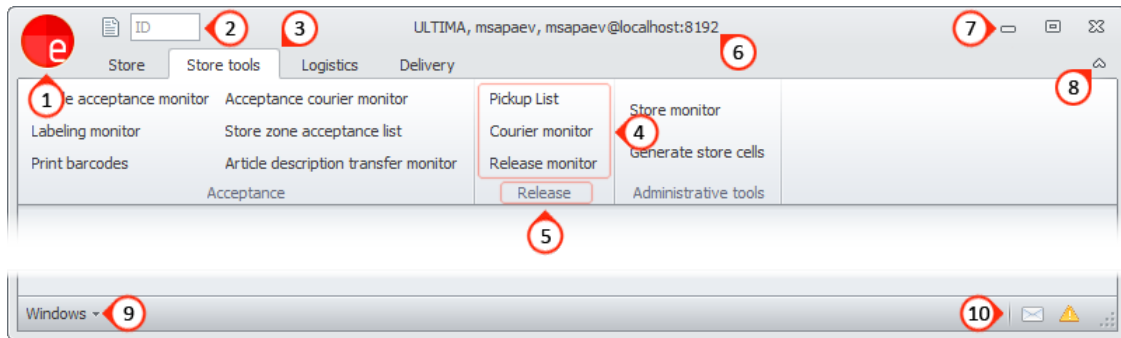 e
ID
2
3
ULTIMA, msapaev, msapaev@localhost:8192
6
7
Store
Store tools
Logistics
Delivery
8
1
acceptance monitor
Acceptance courier monitor
Pickup List
Store monitor
Labeling monitor
Store zone acceptance list
Courier monitor
4
Print barcodes
Article description transfer monitor
Release monitor
Generate store cells
Acceptance
Release
Administrative tools
5
Windows
9
10